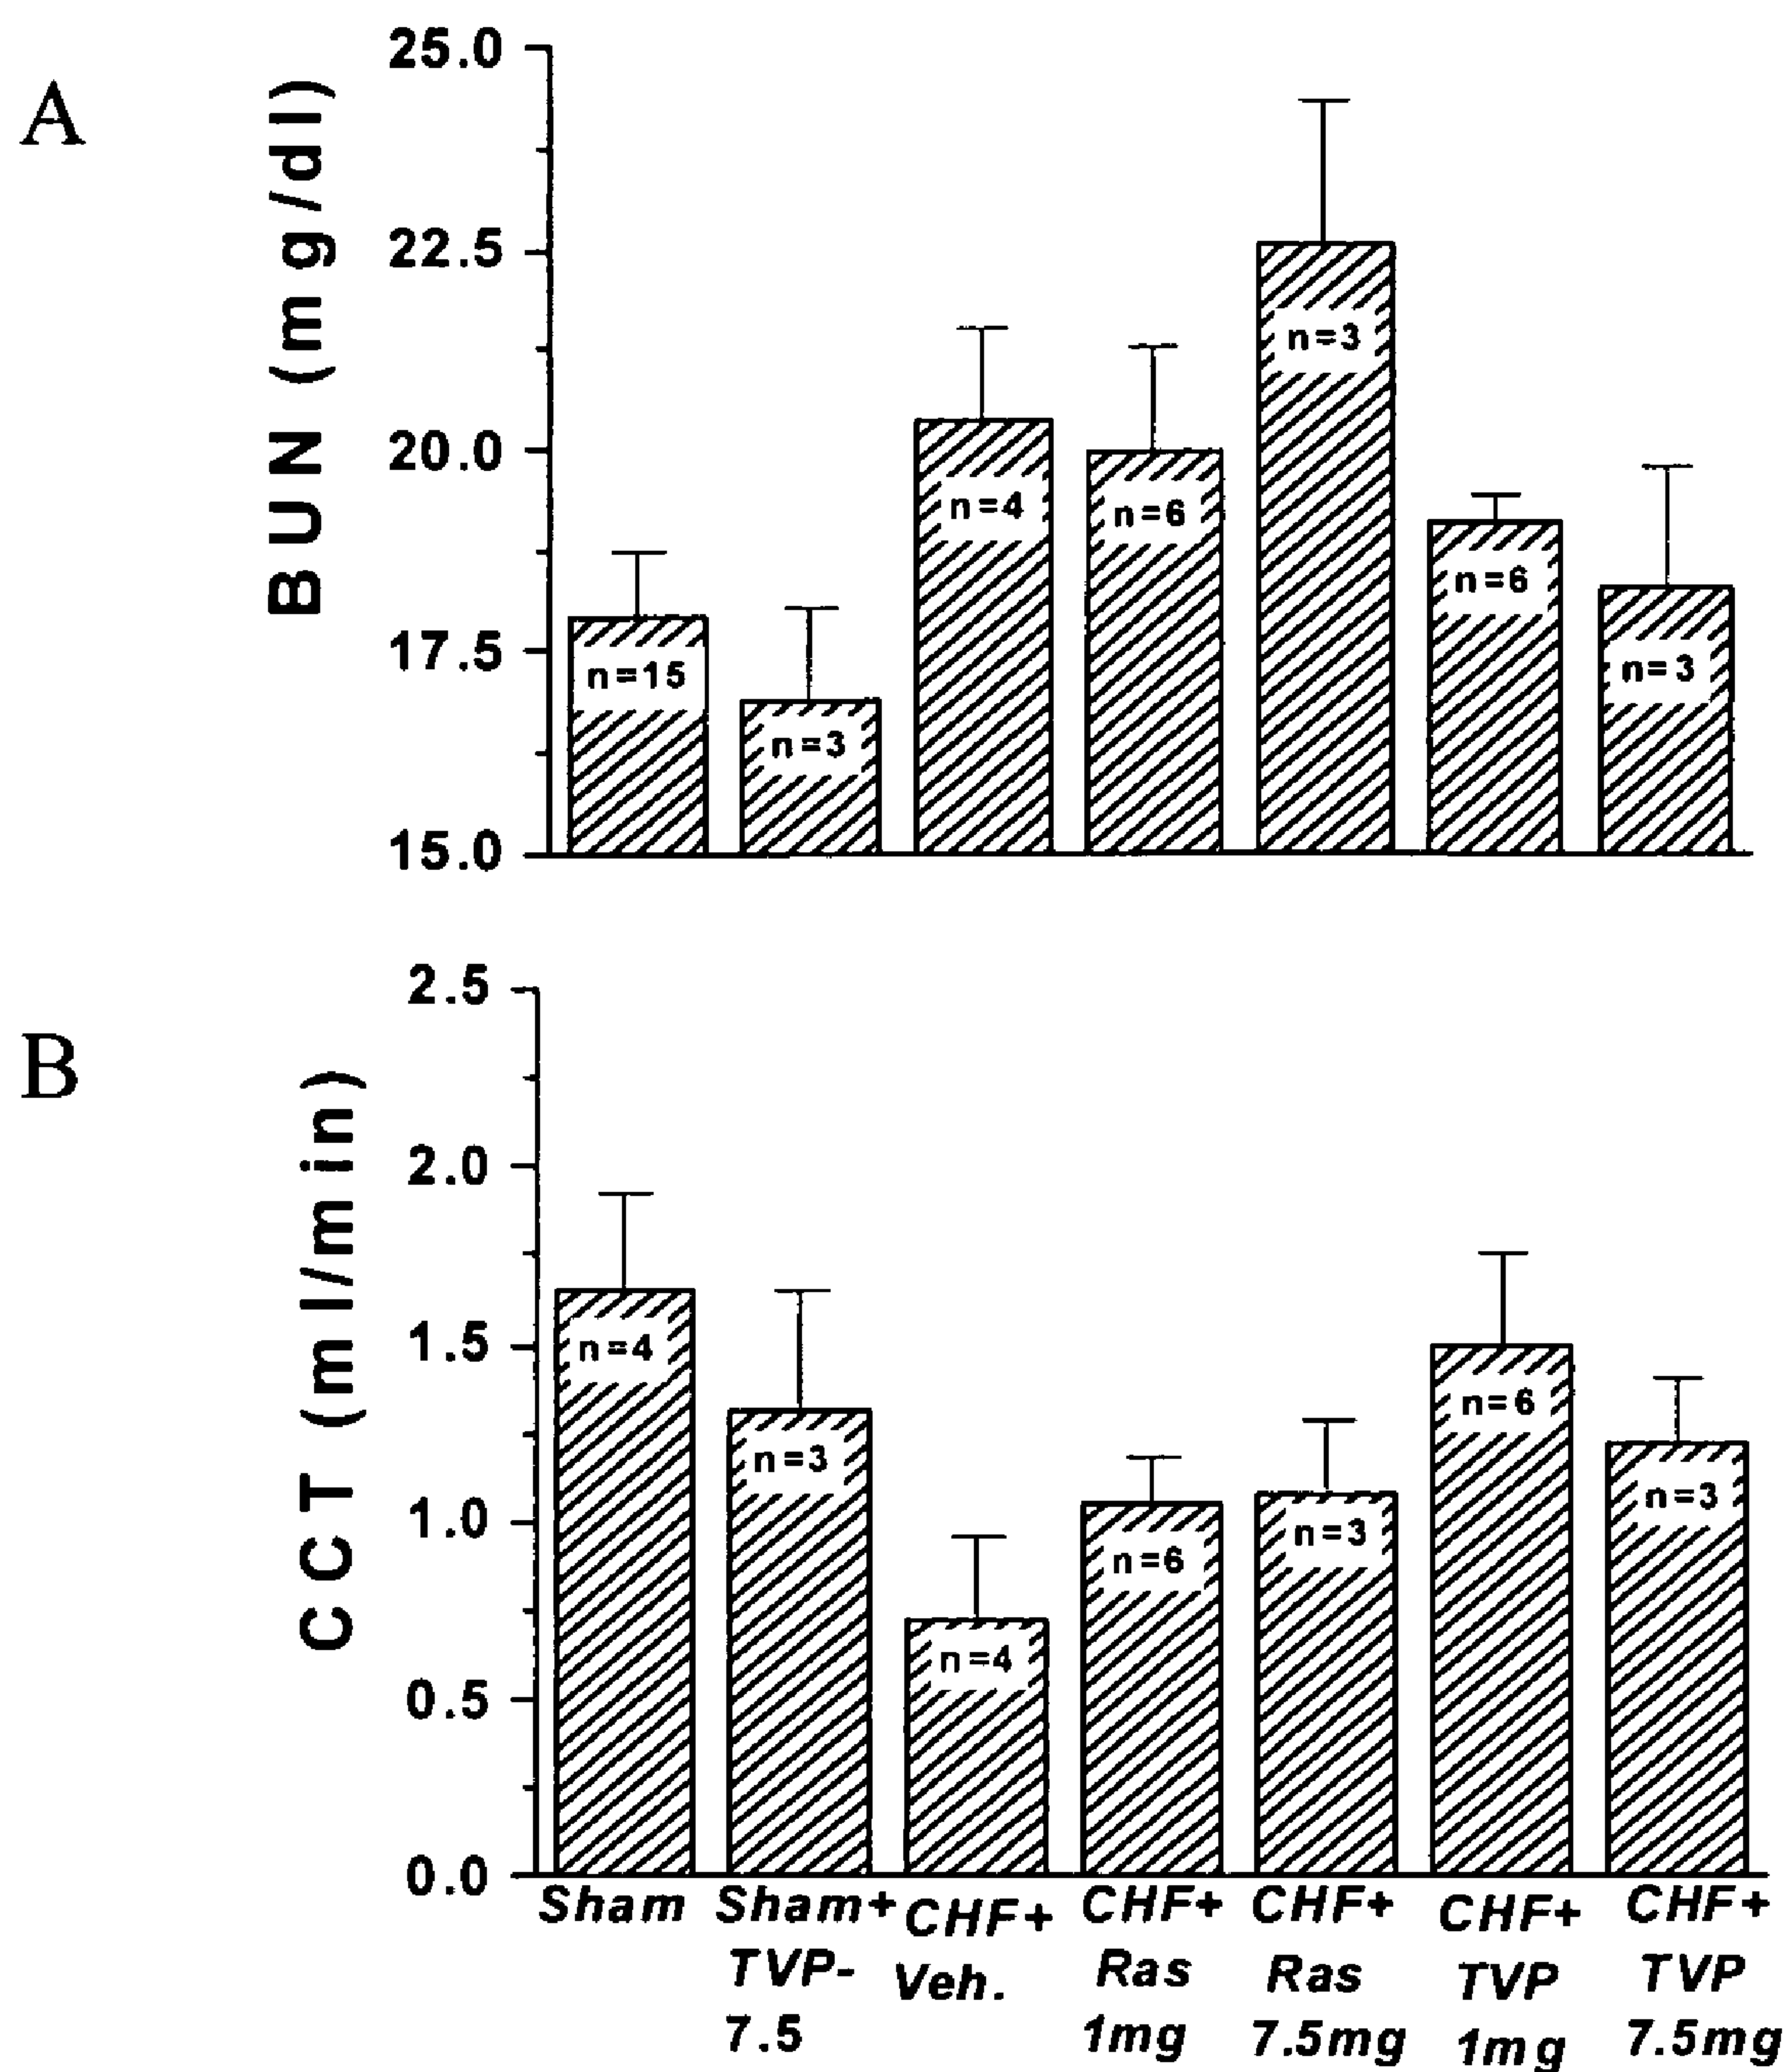 A
BUN (mg/dl)
25.0
22.5
20.0
17.5
15.0
n=15
n=3
n=4
n=6
n=3
n=6
n=3
B
CCT (ml/min)
2.5
2.0
1.5
1.0
0.5
0.0
n=4
n=3
n=4
n=6
n=3
n=6
n=3
Sham
Sham+
TVP-
7.5
CHF+
Veh.
CHF+
Ras
1mg
CHF+
Ras
7.5mg
CHF+
TVP
1mg
CHF+
TVP
7.5mg